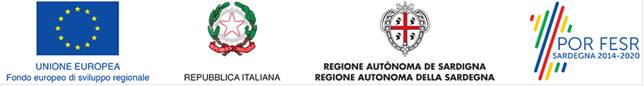 UNIONE EUROPEA
Fondo europeo di sviluppo regionale
REPUBBLICA ITALIANA
REGIONE AUTÒNOMA DE SARDIGNA
REGIONE AUTONOMA DELLA SARDEGNA
POR FESR
SARDEGNA 2014-2020